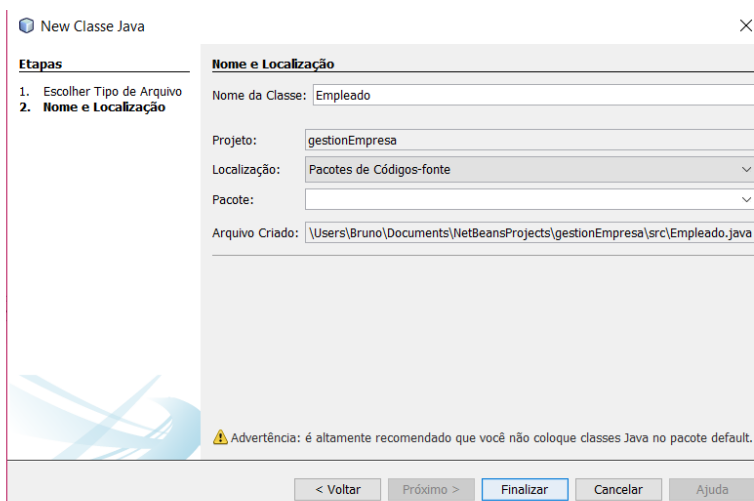 New Classe Java
Etapas
1. Escolher Tipo de Arquivo
2. Nome e Localização
Nome e Localização
Nome da Classe: Empleado
Projeto: gestionEmpresa
Localização: Pacotes de Códigos-fonte
Pacote:
Arquivo Criado: \Users\Bruno\Documents\NetBeansProjects\gestionEmpresa\src\Empleado.java
Advertência: é altamente recomendado que você não coloque classes Java no pacote default.
< Voltar Próximo > Finalizar Cancelar Ajuda